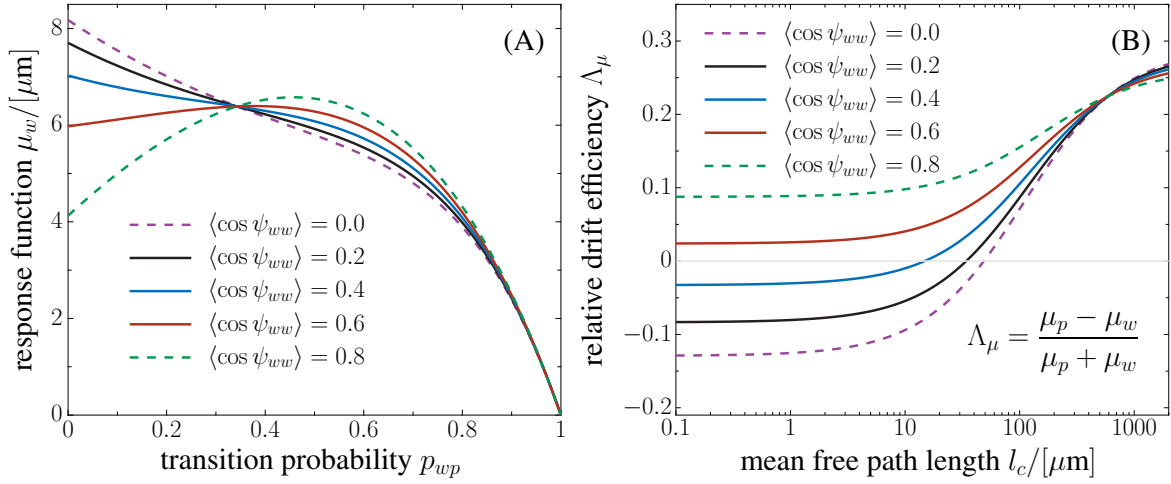 response function μ_w/[μm]
8
6
4
2
0
(A)
⟨cos ψ_ww⟩ = 0.0
⟨cos ψ_ww⟩ = 0.2
⟨cos ψ_ww⟩ = 0.4
⟨cos ψ_ww⟩ = 0.6
⟨cos ψ_ww⟩ = 0.8
0 0.2 0.4 0.6 0.8 1
transition probability p_wp
relative drift efficiency Λ_μ
0.3
0.2
0.1
0
−0.1
−0.2
(B)
⟨cos ψ_ww⟩ = 0.0
⟨cos ψ_ww⟩ = 0.2
⟨cos ψ_ww⟩ = 0.4
⟨cos ψ_ww⟩ = 0.6
⟨cos ψ_ww⟩ = 0.8
Λ_μ = (μ_p − μ_w)/(μ_p + μ_w)
0.1 1 10 100 1000
mean free path length l_c/[μm]